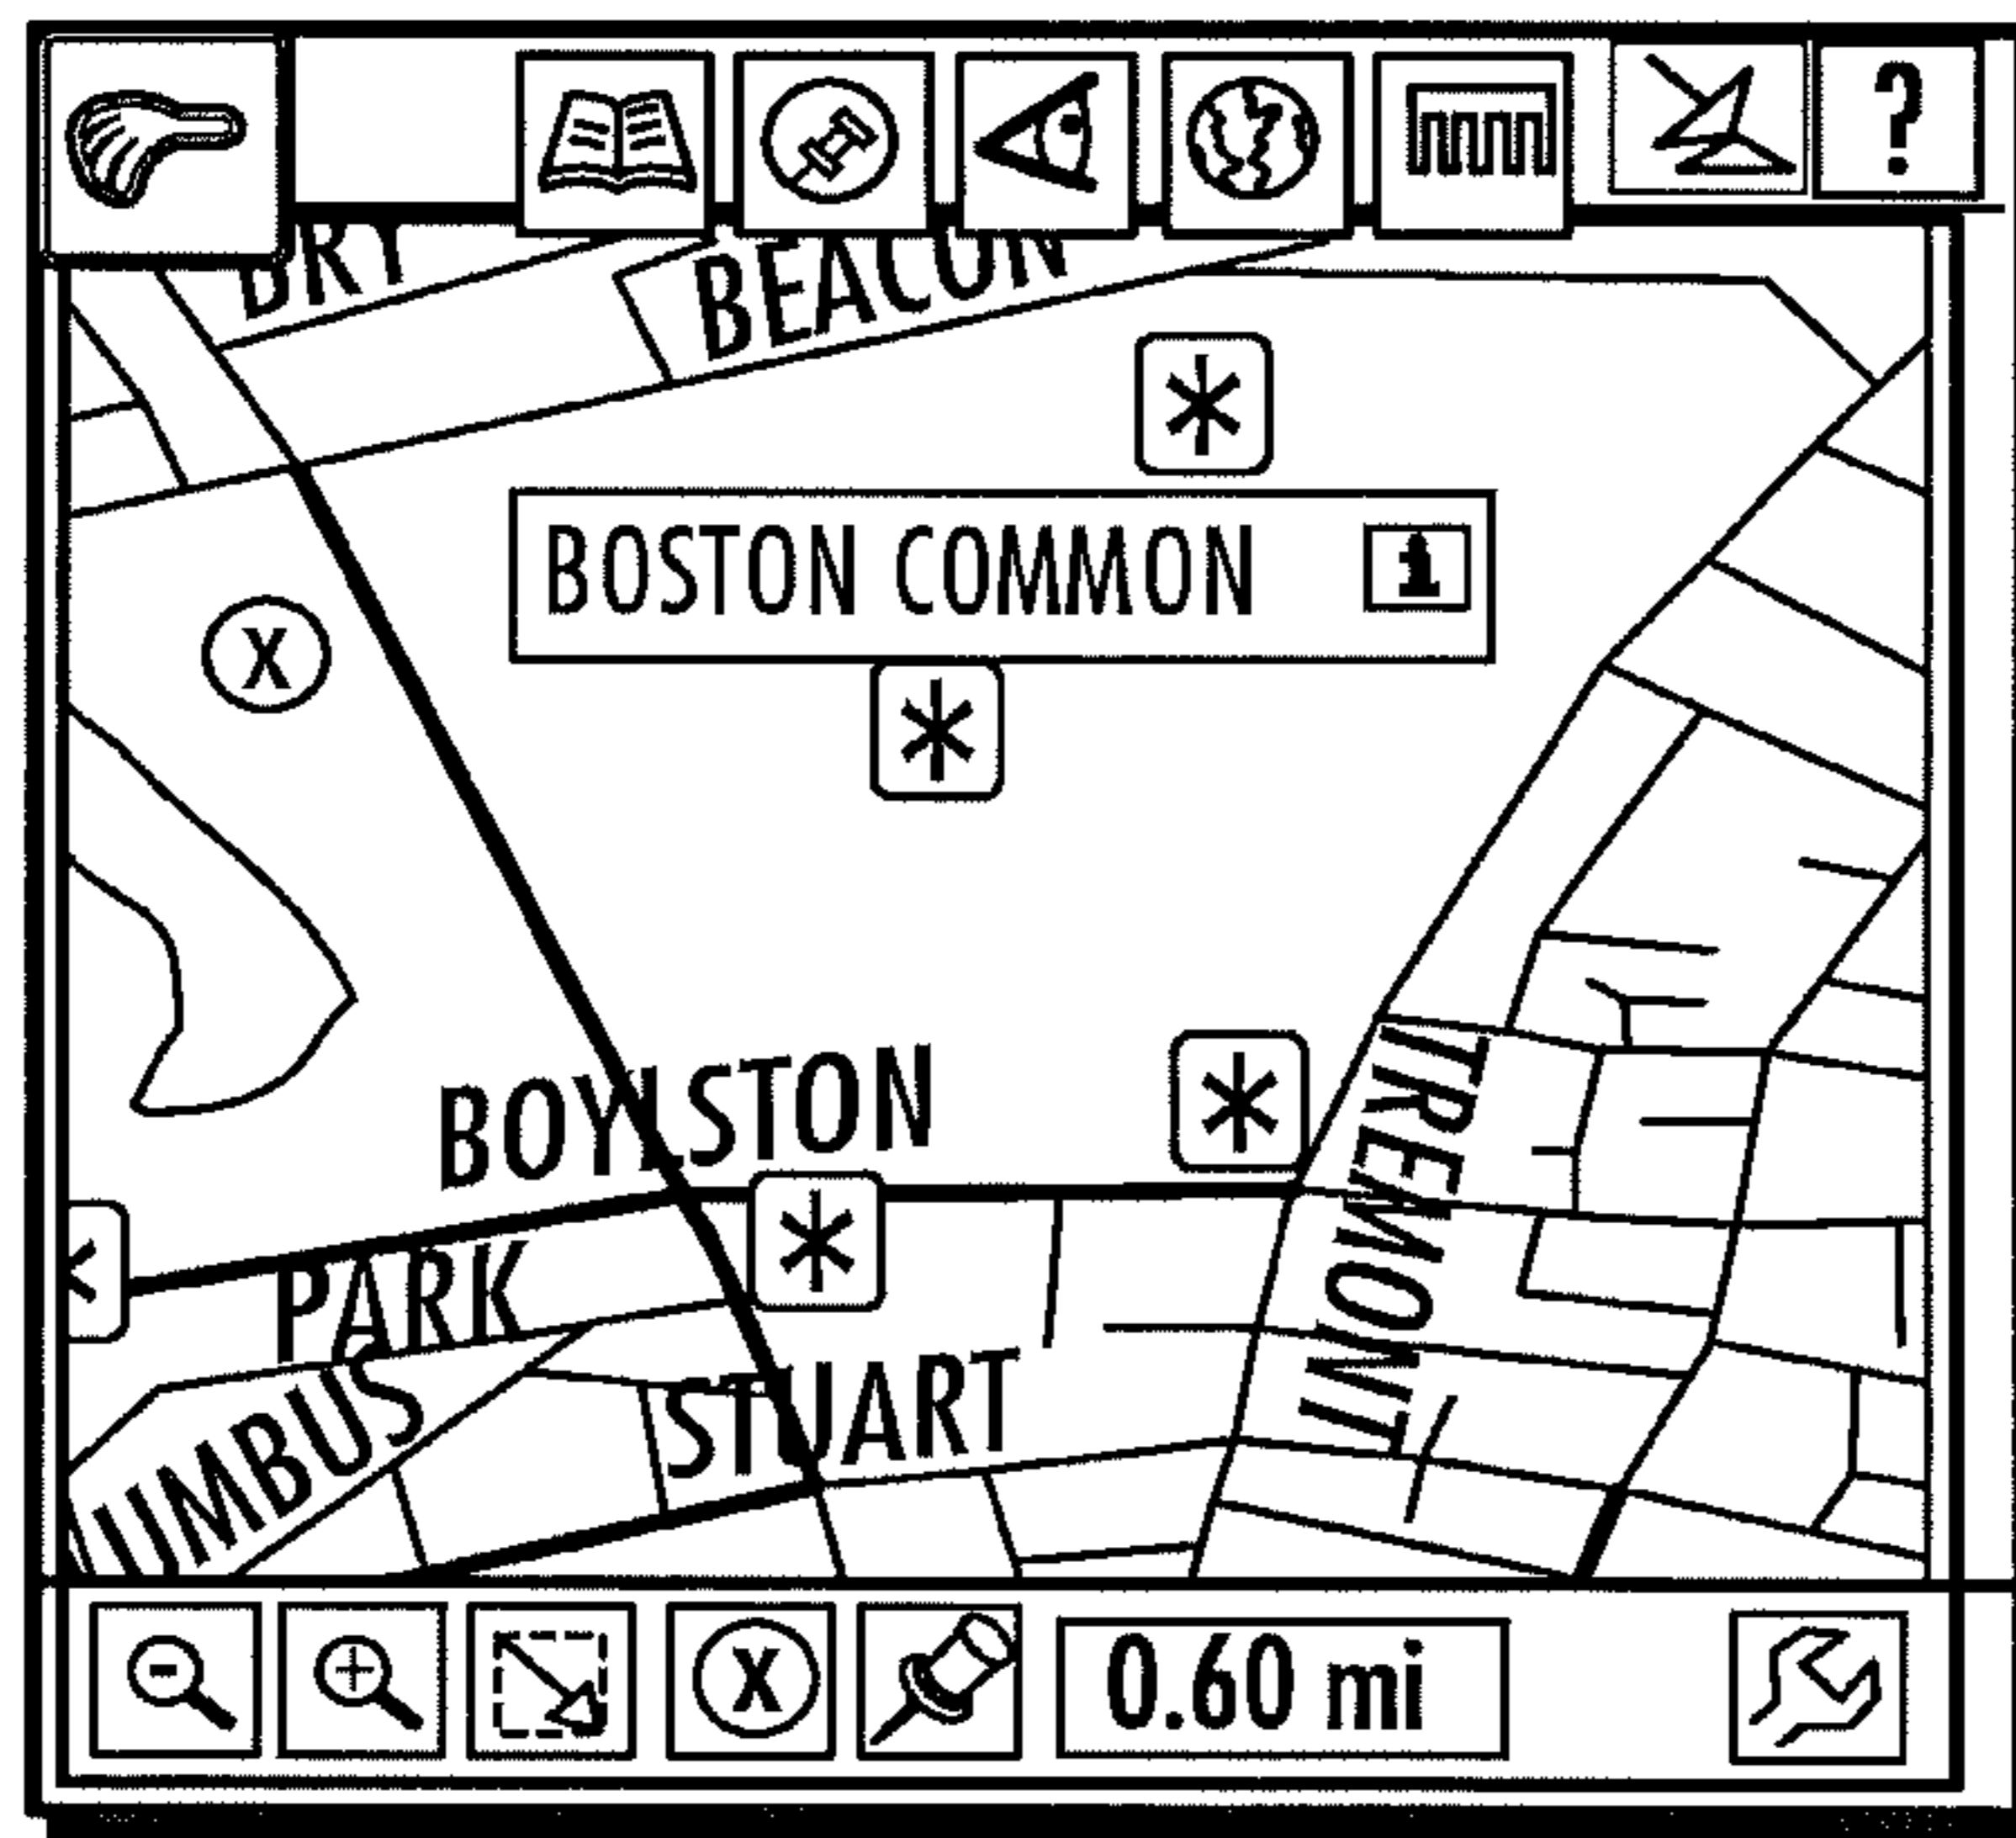 ?
BEACON
BOSTON COMMON i
X
BOYLSTON
TREMONT
PARK
STUART
UMBUS
X 0.60 mi